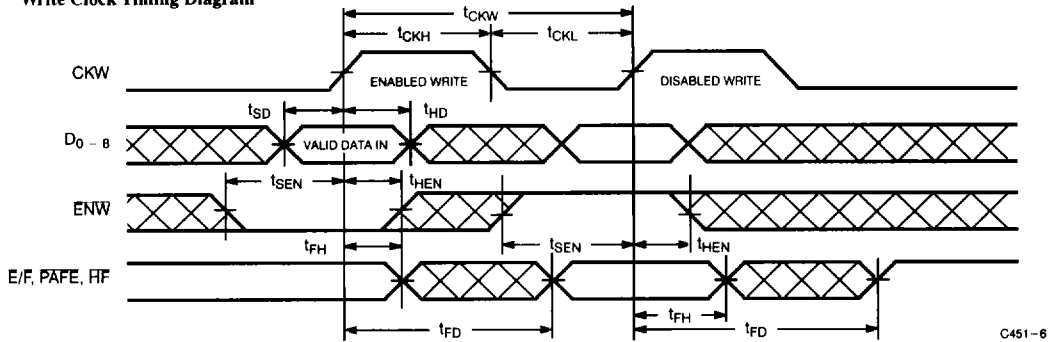 Write Clock Timing Diagram
tCKW
tCKH
tCKL
CKW
ENABLED WRITE
DISABLED WRITE
tSD
tHD
D0 – 8
VALID DATA IN
tSEN
tHEN
ENW
tFH
tSEN
tHEN
E/F, PAFE, HF
tFH
tFD
tFD
C451–6